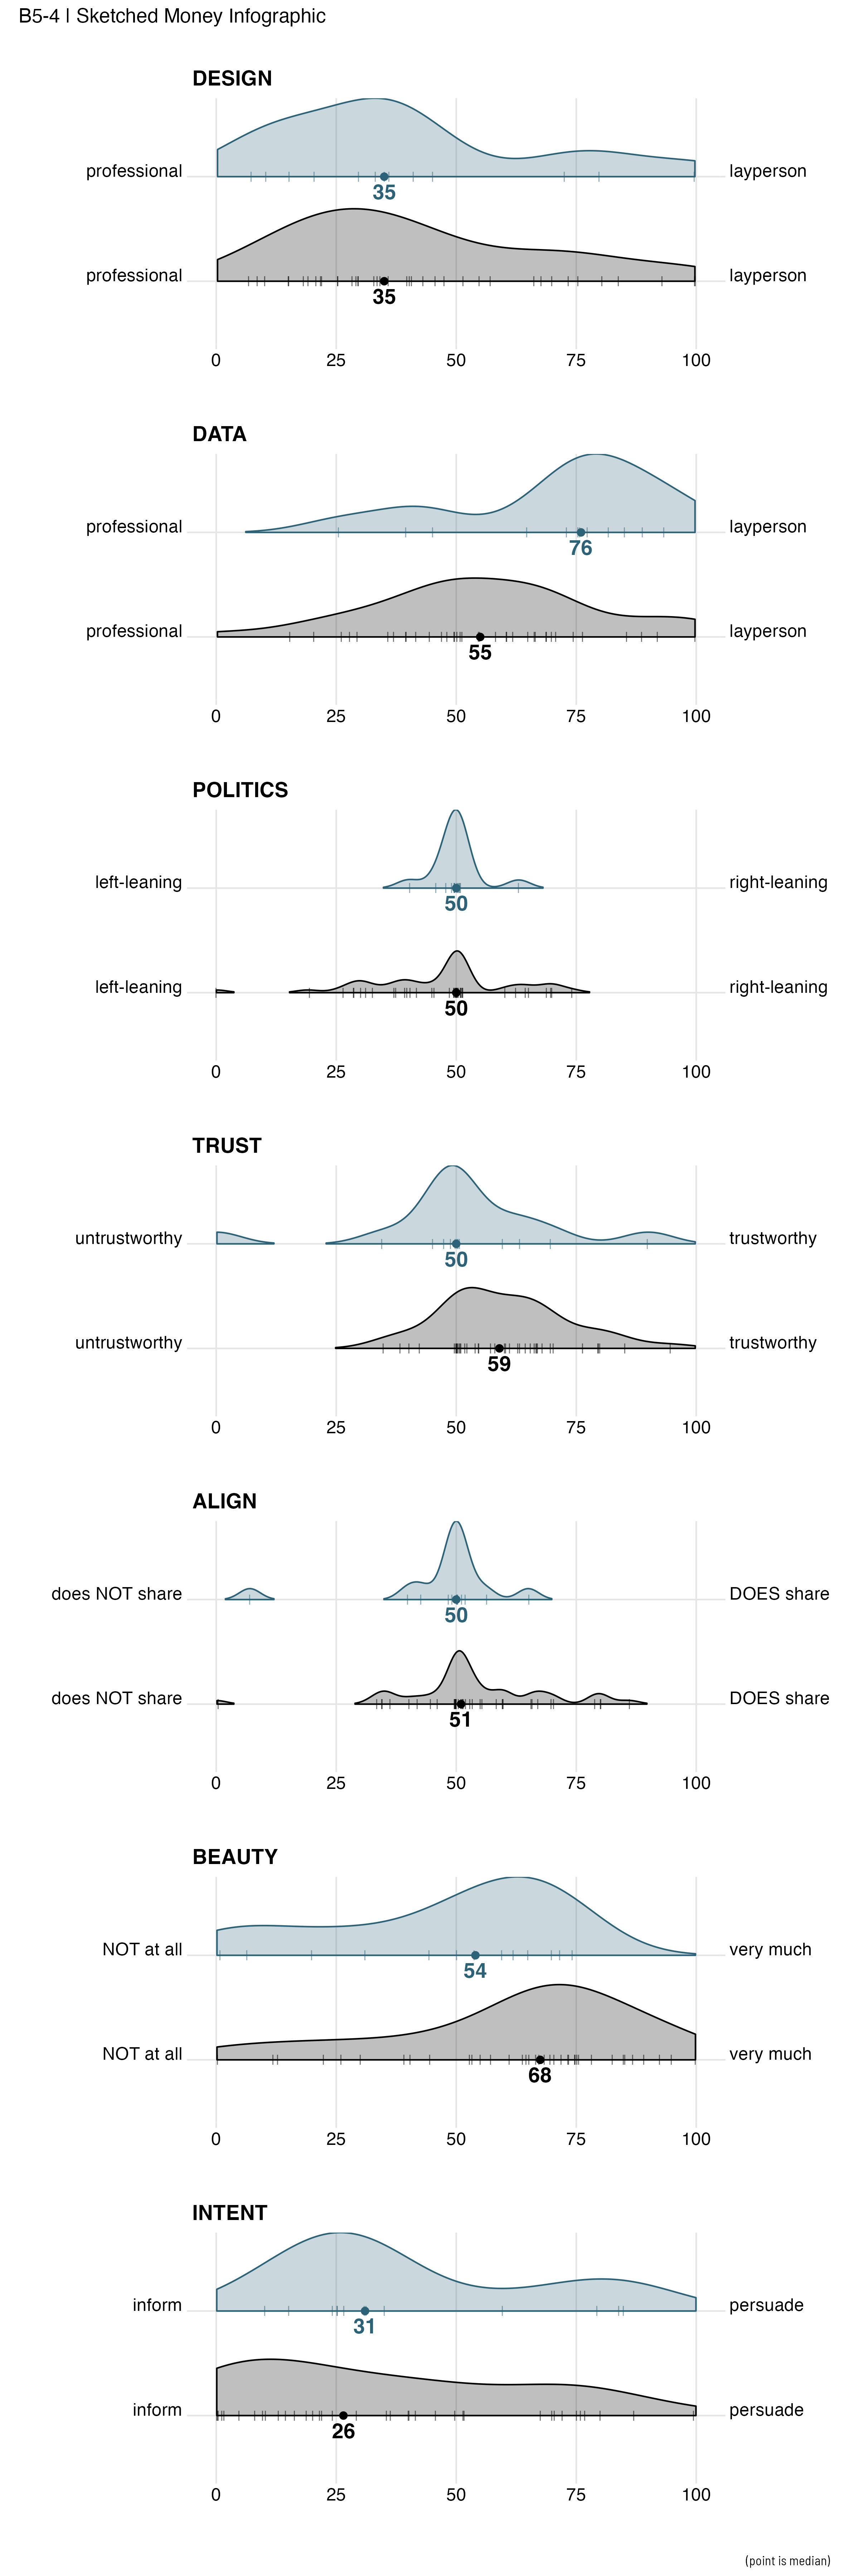 B5-4 | Sketched Money Infographic
DESIGN
professional layperson
35
professional layperson
35
0 25 50 75 100
DATA
professional layperson
76
professional layperson
55
0 25 50 75 100
POLITICS
left-leaning right-leaning
50
left-leaning right-leaning
50
0 25 50 75 100
TRUST
untrustworthy trustworthy
50
untrustworthy trustworthy
59
0 25 50 75 100
ALIGN
does NOT share DOES share
50
does NOT share DOES share
51
0 25 50 75 100
BEAUTY
NOT at all very much
54
NOT at all very much
68
0 25 50 75 100
INTENT
inform persuade
31
inform persuade
26
0 25 50 75 100
(point is median)